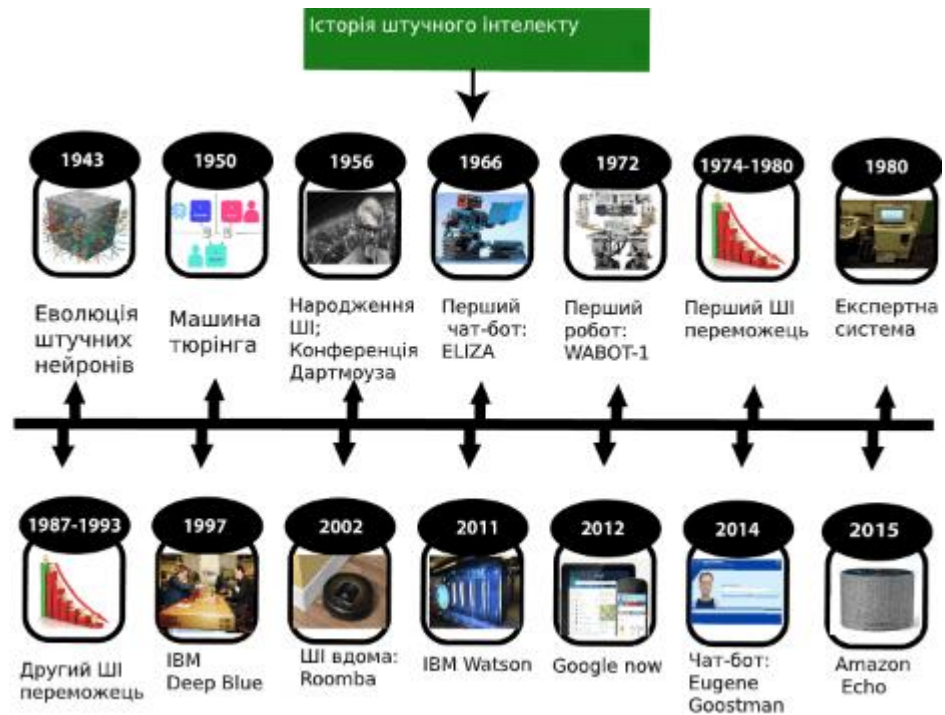 Історія штучного інтелекту
1943
1950
1956
1966
1972
1974-1980
1980
Еволюція
штучних
нейронів
Машина
тюрінга
Народження
ШІ;
Конференція
Дартмоуза
Перший
чат-бот:
ELIZA
Перший
робот:
WABOT-1
Перший ШІ
переможець
Експертна
система
1987-1993
1997
2002
2011
2012
2014
2015
Другий ШІ
переможець
IBM
Deep Blue
ШІ вдома:
Roomba
IBM Watson
Google now
Чат-бот:
Eugene
Goostman
Amazon
Echo